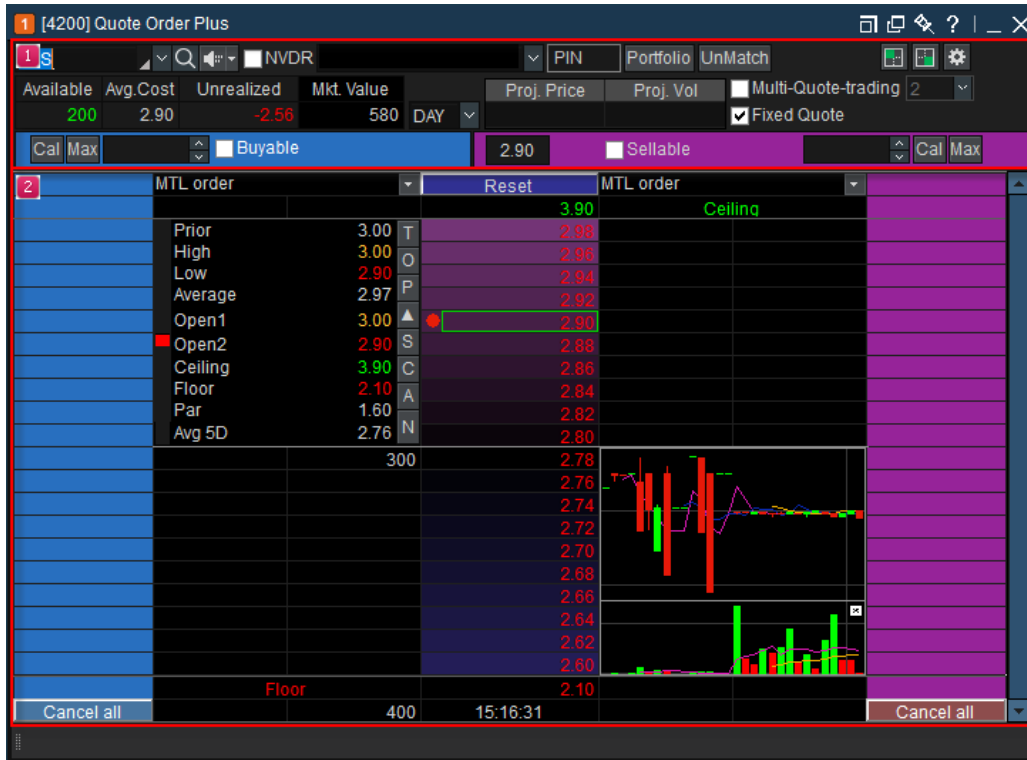 1 [4200] Quote Order Plus
1 S NVDR PIN Portfolio UnMatch
Available Avg.Cost Unrealized Mkt. Value Proj. Price Proj. Vol Multi-Quote-trading 2
200 2.90 -2.56 580 DAY Fixed Quote
Cal Max Buyable 2.90 Sellable Cal Max
2 MTL order Reset MTL order
3.90 Ceiling
Prior 3.00 T 2.98
High 3.00 O 2.96
Low 2.90 2.94
Average 2.97 P 2.92
Open1 3.00 2.90
Open2 2.90 S 2.88
Ceiling 3.90 C 2.86
Floor 2.10 A 2.84
Par 1.60 2.82
Avg 5D 2.76 N 2.80
300 2.78
2.76
2.74
2.72
2.70
2.68
2.66
2.64
2.62
2.60
Floor 2.10
Cancel all 400 15:16:31 Cancel all